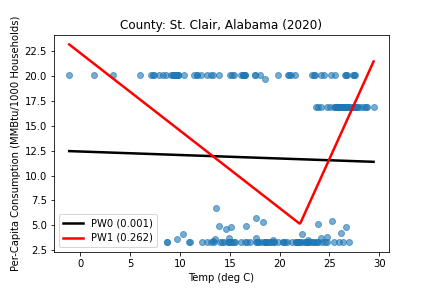 County: St. Clair, Alabama (2020)
Per-Capita Consumption (MMBtu/1000 Households)
22.5
20.0
17.5
15.0
12.5
10.0
7.5
5.0
2.5
PW0 (0.001)
PW1 (0.262)
0 5 10 15 20 25 30
Temp (deg C)